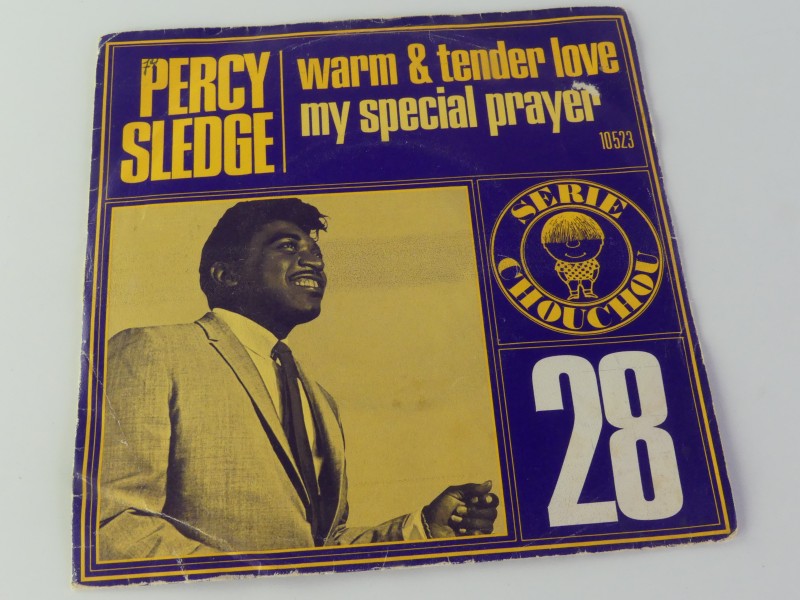 PERCY
SLEDGE
warm & tender love
my special prayer
10523
SERIE
CHOUCHOU
28